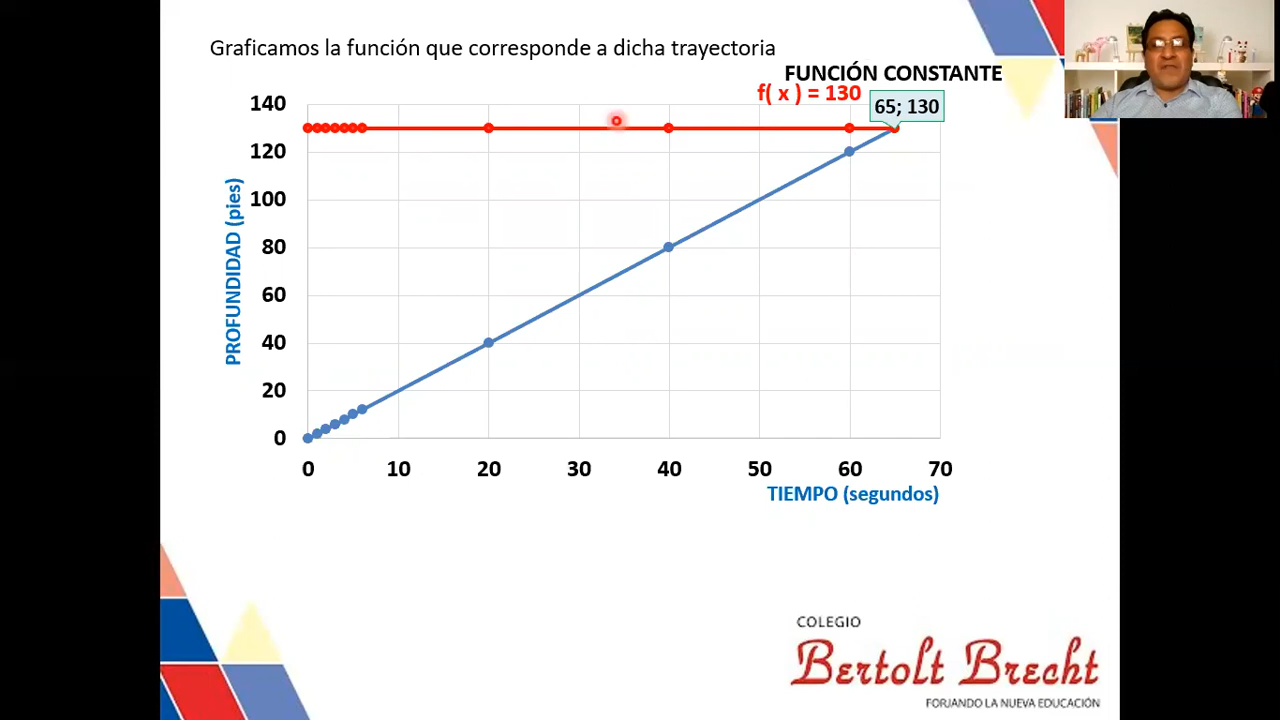 Graficamos la función que corresponde a dicha trayectoria
FUNCIÓN CONSTANTE
f( x ) = 130
65; 130
140
120
100
80
60
40
20
0
PROFUNDIDAD (pies)
0 10 20 30 40 50 60 70
TIEMPO (segundos)
COLEGIO
Bertolt Brecht
FORJANDO LA NUEVA EDUCACIÓN